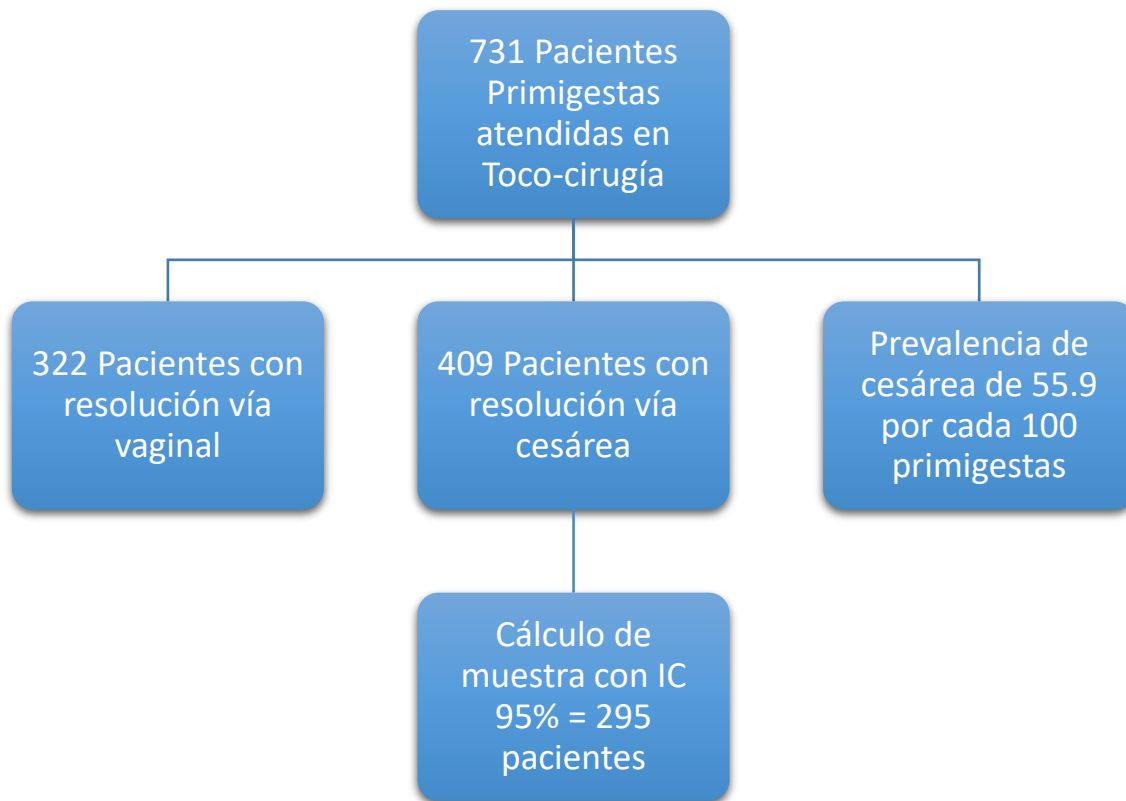 731 Pacientes
Primigestas
atendidas en
Toco-cirugía
322 Pacientes con
resolución vía
vaginal
409 Pacientes con
resolución vía
cesárea
Prevalencia de
cesárea de 55.9
por cada 100
primigestas
Cálculo de
muestra con IC
95% = 295
pacientes